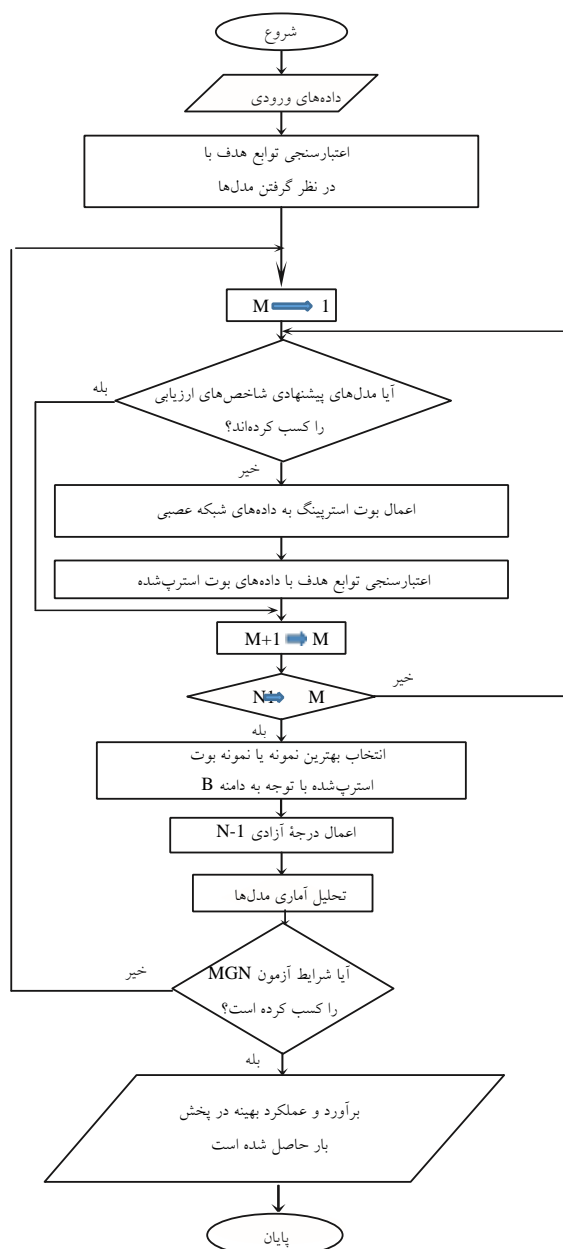 شروع
داده‌های ورودی
اعتبارسنجی توابع هدف با
در نظر گرفتن مدل‌ها
M 1
آیا مدل‌های پیشنهادی شاخص‌های ارزیابی
را کسب کرده‌اند؟
بله
خیر
اعمال بوت استرپینگ به داده‌های شبکه عصبی
اعتبارسنجی توابع هدف با داده‌های بوت استرپ‌شده
M+1 M
M
خیر
بله
انتخاب بهترین نمونه یا نمونه بوت
استرپ‌شده با توجه به دامنه B
اعمال درجهٔ آزادی N-1
تحلیل آماری مدل‌ها
آیا شرایط آزمون MGN
را کسب کرده است؟
خیر
بله
برآورد و عملکرد بهینه در پخش
بار حاصل شده است
پایان